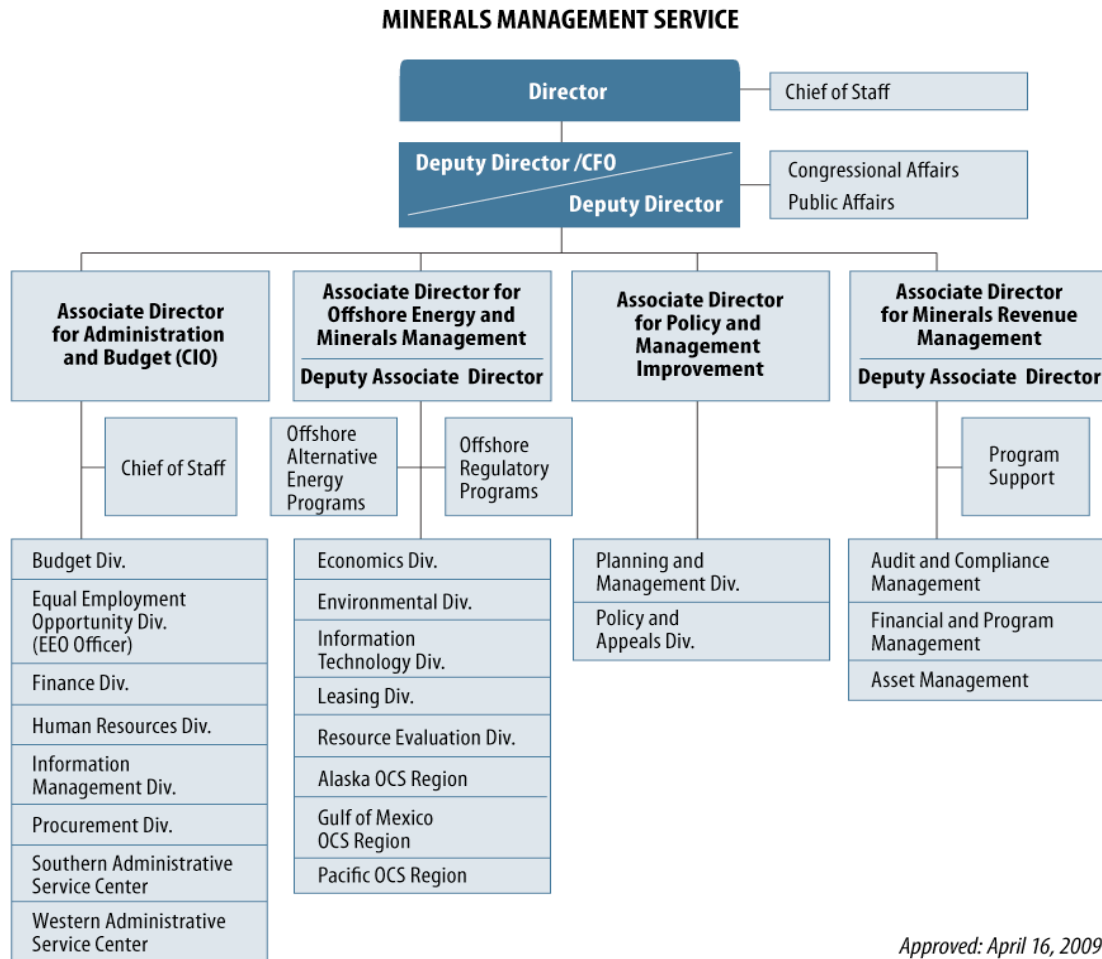 MINERALS MANAGEMENT SERVICE
Director
Chief of Staff
Deputy Director /CFO
Deputy Director
Congressional Affairs
Public Affairs
Associate Director
for Administration
and Budget (CIO)
Associate Director for
Offshore Energy and
Minerals Management
Deputy Associate Director
Associate Director
for Policy and
Management
Improvement
Associate Director
for Minerals Revenue
Management
Deputy Associate Director
Chief of Staff
Offshore
Alternative
Energy
Programs
Offshore
Regulatory
Programs
Program
Support
Budget Div.
Equal Employment
Opportunity Div.
(EEO Officer)
Finance Div.
Human Resources Div.
Information
Management Div.
Procurement Div.
Southern Administrative
Service Center
Western Administrative
Service Center
Economics Div.
Environmental Div.
Information
Technology Div.
Leasing Div.
Resource Evaluation Div.
Alaska OCS Region
Gulf of Mexico
OCS Region
Pacific OCS Region
Planning and
Management Div.
Policy and
Appeals Div.
Audit and Compliance
Management
Financial and Program
Management
Asset Management
Approved: April 16, 2009